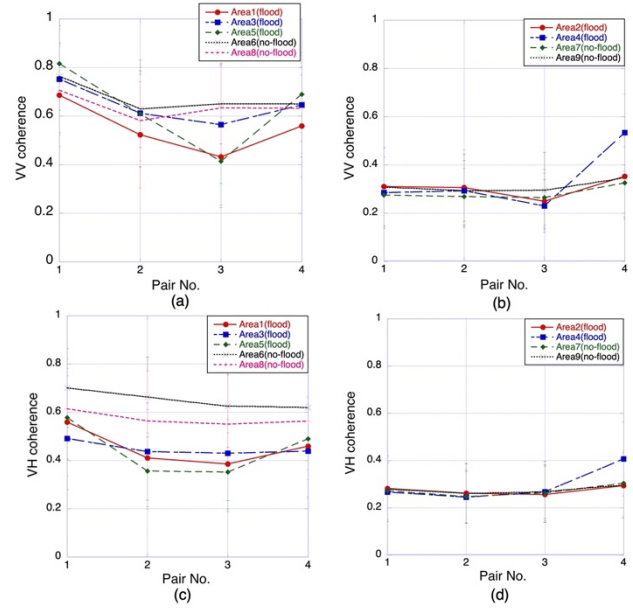 Area1(flood)
Area3(flood)
Area5(flood)
Area6(no-flood)
Area8(no-flood)
1
0.8
0.6
0.4
0.2
0
VV coherence
1 2 3 4
Pair No.
(a)
Area2(flood)
Area4(flood)
Area7(no-flood)
Area9(no-flood)
1
0.8
0.6
0.4
0.2
0
VV coherence
1 2 3 4
Pair No.
(b)
Area1(flood)
Area3(flood)
Area5(flood)
Area6(no-flood)
Area8(no-flood)
1
0.8
0.6
0.4
0.2
0
VH coherence
1 2 3 4
Pair No.
(c)
Area2(flood)
Area4(flood)
Area7(no-flood)
Area9(no-flood)
1
0.8
0.6
0.4
0.2
0
VH coherence
1 2 3 4
Pair No.
(d)